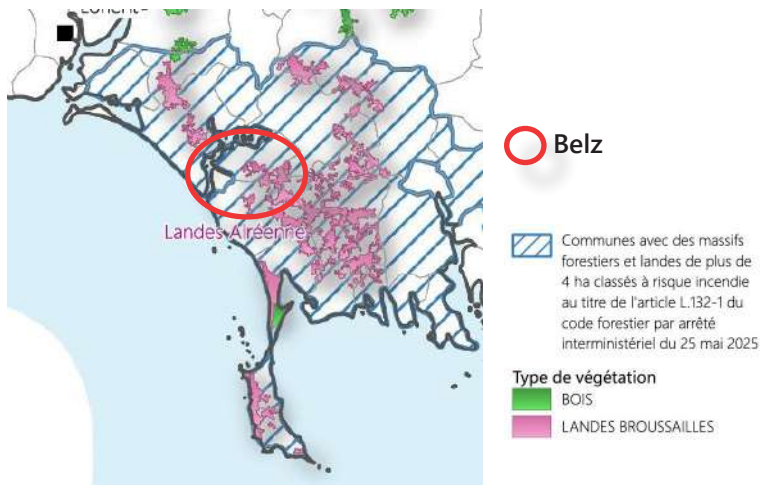 Lorient
Belz
Landes Alréenne
Communes avec des massifs
forestiers et landes de plus de
4 ha classés à risque incendie
au titre de l'article L.132-1 du
code forestier par arrêté
interministériel du 25 mai 2025
Type de végétation
BOIS
LANDES BROUSSAILLES